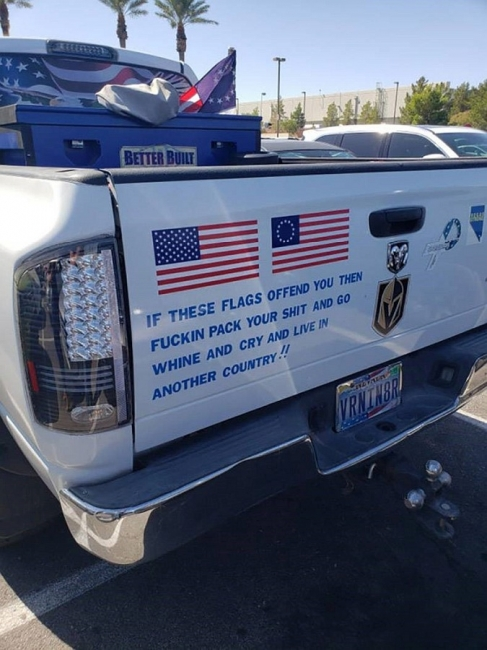 BETTER BUILT
IF THESE FLAGS OFFEND YOU THEN
FUCKIN PACK YOUR SHIT AND GO
WHINE AND CRY AND LIVE IN
ANOTHER COUNTRY!!
VRNIN8R